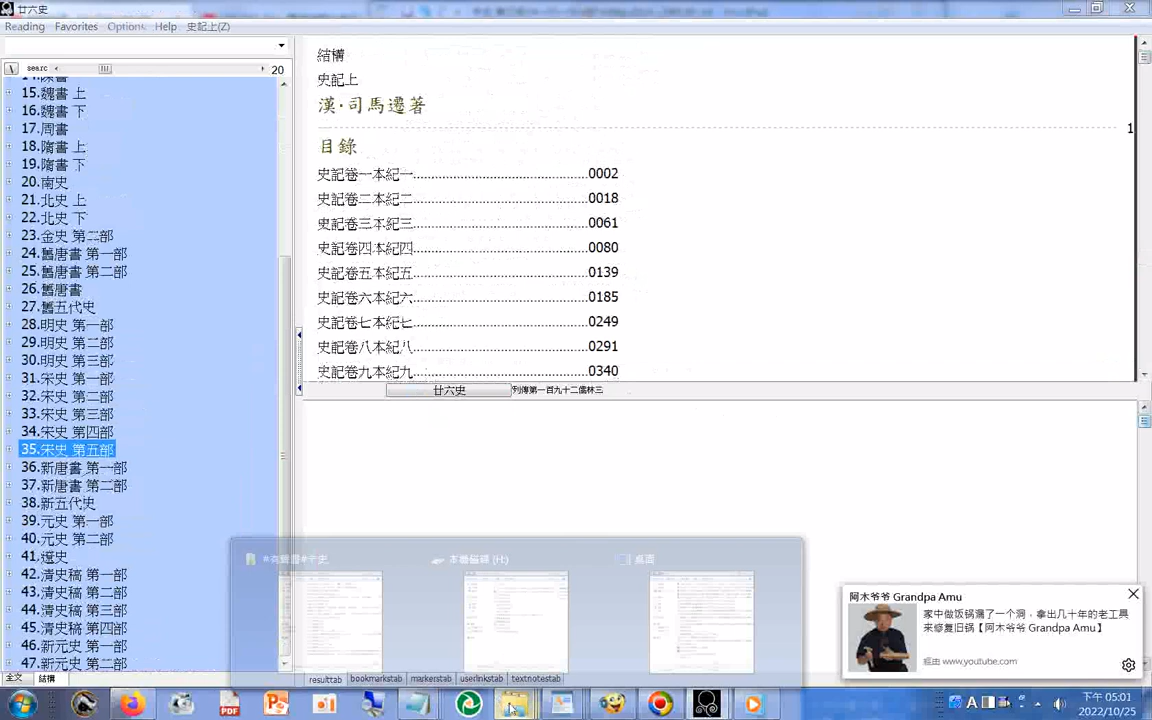 廿六史
Reading Favorites Options Help 史記上(Z)
searc
20
15.魏書 上
16.魏書 下
17.周書
18.隋書 上
19.隋書 下
20.南史
21.北史 上
22.北史 下
23.金史 第二部
24.舊唐書 第一部
25.舊唐書 第二部
26.舊唐書
27.舊五代史
28.明史 第一部
29.明史 第二部
30.明史 第三部
31.宋史 第一部
32.宋史 第二部
33.宋史 第三部
34.宋史 第四部
35.宋史 第五部
36.新唐書 第一部
37.新唐書 第二部
38.新五代史
39.元史 第一部
40.元史 第二部
41.遼史
42.清史稿 第一部
43.清史稿 第二部
44.清史稿 第三部
45.清史稿 第四部
46.新元史 第一部
47.新元史 第二部
全文 結構
結構
史記上
漢·司馬遷著
1
目錄
史記卷一本紀一................................................0002
史記卷二本紀二................................................0018
史記卷三本紀三................................................0061
史記卷四本紀四................................................0080
史記卷五本紀五................................................0139
史記卷六本紀六................................................0185
史記卷七本紀七................................................0249
史記卷八本紀八................................................0291
史記卷九本紀九................................................0340
廿六史 列傳第一百九十二儒林三
本機磁碟 (H:) 桌面
resulttab bookmarkstab markerstab userlinkstab textnotestab
阿木爷爷 Grandpa Amu
家中做饭锅漏了一个洞，拿出几十年的老工具
来修复旧锅【阿木爷爷 Grandpa Amu】
經由 www.youtube.com
下午 05:01
2022/10/25